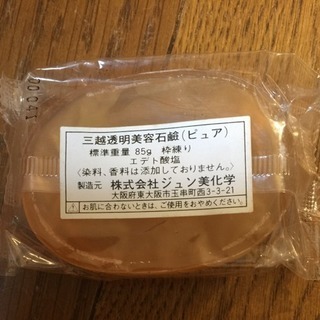 三越透明美容石鹼(ピュア)
標準重量 85g 枠練り
エデト酸塩
〈染料、香料は添加しておりません。〉
製造元 株式会社ジュン美化学
大阪府東大阪市玉串町西3-3-21
お肌に合わないときは、ご使用をおやめください。